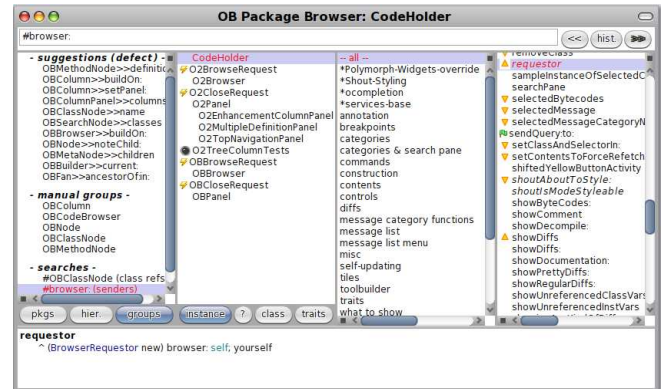 OB Package Browser: CodeHolder
#browser:
<<
hist.
- suggestions (defect) -
OBMethodNode>>definitic
OBColumn>>buildOn:
OBColumn>>setPanel:
OBColumnPanel>>columns
OBClassNode>>name
OBSearchNode>>classes
OBBrowser>>buildOn:
OBNode>>noteChild:
OBMetaNode>>children
OBBuilder>>current:
OBFan>>ancestorOf:in:
- manual groups -
OBColumn
OBCodeBrowser
OBNode
OBClassNode
OBMethodNode
- searches -
#OBClassNode (class refs
#browser: (senders)
CodeHolder
O2BrowseRequest
O2CloseRequest
O2Panel
O2EnhancementColumnPanel
O2MultipleDefinitionPanel
O2TopNavigationPanel
O2TreeColumnTests
OBBrowseRequest
OBBrowser
OBCloseRequest
OBPanel
-- all --
*Polymorph-Widgets-override
*Shout-Styling
*ocompletion
*services-base
annotation
breakpoints
categories
categories & search pane
commands
construction
contents
controls
diffs
message category functions
message list
message list menu
misc
self-updating
tiles
toolbuilder
traits
what to show
removeClass
requestor
sampleInstanceOfSelectedC
searchPane
selectedBytecodes
selectedMessage
selectedMessageCategoryN
sendQuery:to:
setClassAndSelectorIn:
setContentsToForceRefetch
shiftedYellowButtonActivity
shoutAboutToStyle:
shoutIsModeStyleable
showByteCodes:
showComment
showDecompile:
showDiffs
showDiffs:
showDocumentation:
showPrettyDiffs:
showRegularDiffs:
showUnreferencedClassVars
showUnreferencedInstVars
pkgs
hier.
groups
instance
?
class
traits
requestor
^ (BrowserRequestor new) browser: self; yourself